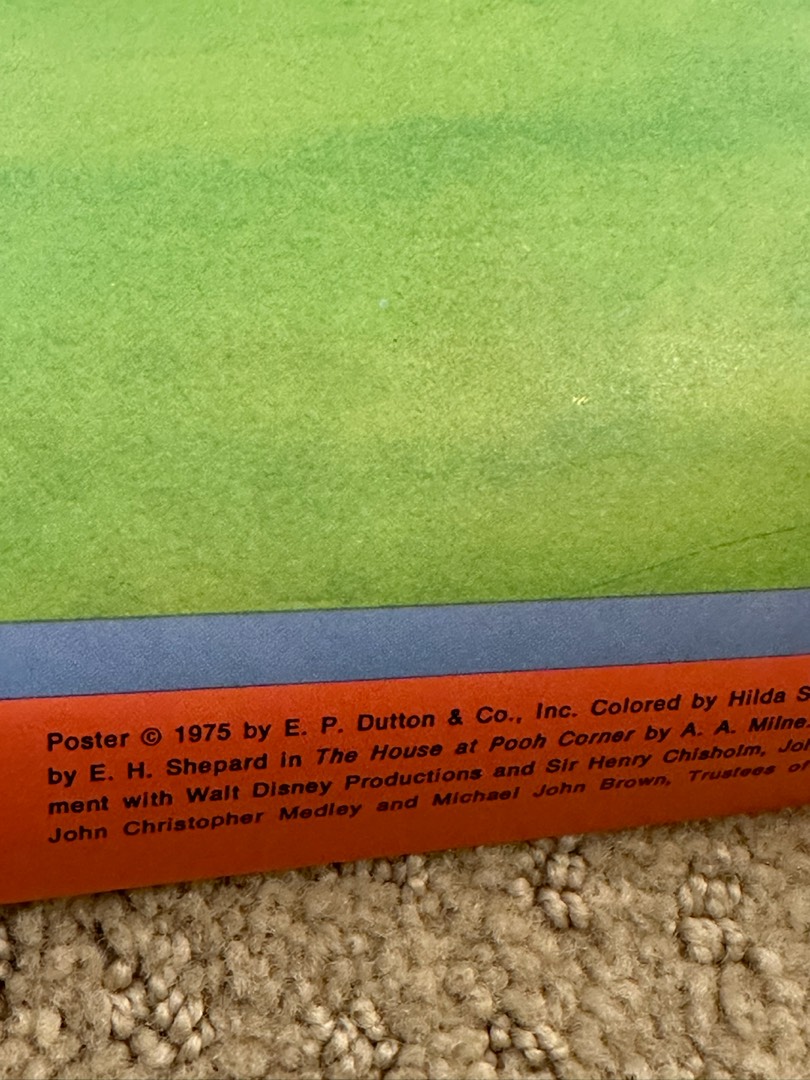 Poster © 1975 by E. P. Dutton & Co., Inc. Colored by Hilda
by E. H. Shepard in The House at Pooh Corner by A. A. Milne.
ment with Walt Disney Productions and Sir Henry Chisholm,
John Christopher Medley and Michael John Brown, Trustees of